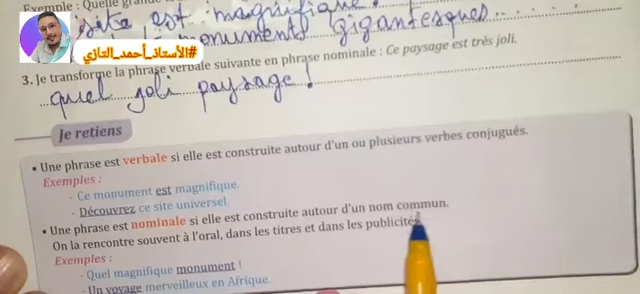 Exemple : Quelle grande
site est magnifique.
monuments gigantesques...
#الأستاذ_أحمد_التازي
3. Je transforme la phrase verbale suivante en phrase nominale : Ce paysage est très joli.
quel joli paysage !
Je retiens
• Une phrase est verbale si elle est construite autour d'un ou plusieurs verbes conjugués.
Exemples :
- Ce monument est magnifique.
- Découvrez ce site universel.
• Une phrase est nominale si elle est construite autour d'un nom commun.
On la rencontre souvent à l'oral, dans les titres et dans les publicités
Exemples :
- Quel magnifique monument !
- Un voyage merveilleux en Afrique.